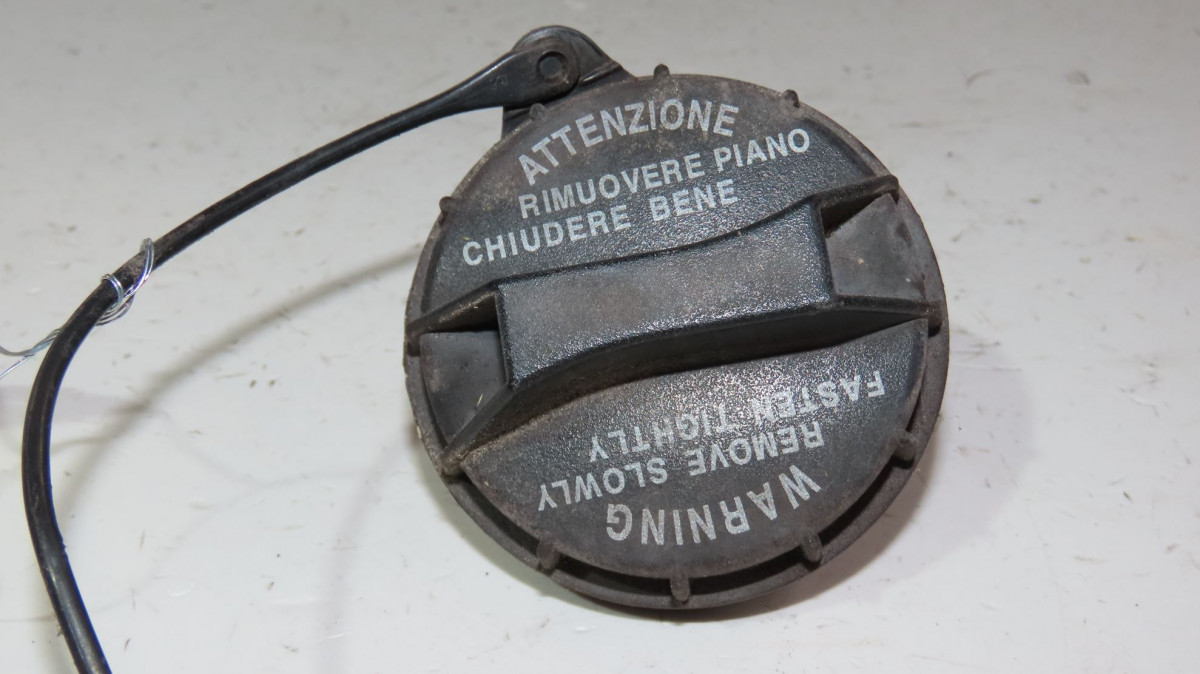 ATTENZIONE
RIMUOVERE PIANO
CHIUDERE BENE
WARNING
REMOVE SLOWLY
FASTEN TIGHTLY